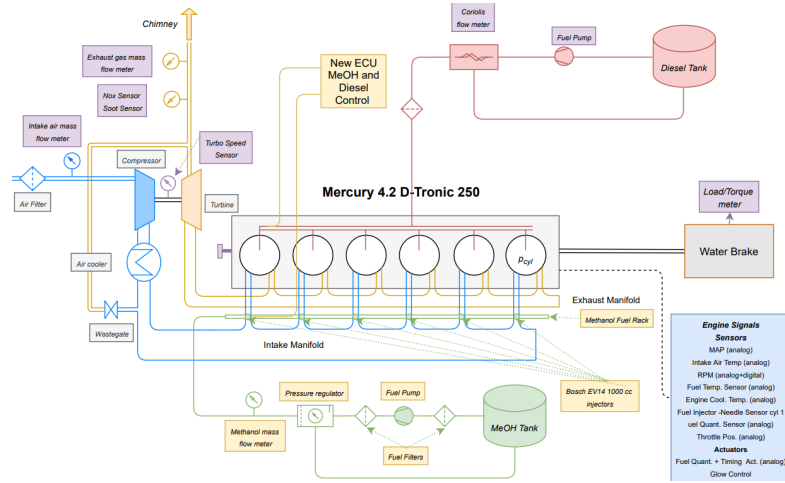 Chimney
Exhaust gas mass
flow meter
Nox Sensor
Soot Sensor
Intake air mass
flow meter
Compressor
Turbo Speed
Sensor
Air Filter
Turbine
Air cooler
Wastegate
New ECU
MeOH and
Diesel
Control
Coriolis
flow meter
Fuel Pump
Diesel Tank
Mercury 4.2 D-Tronic 250
Load/Torque
meter
Water Brake
pcyl
Exhaust Manifold
Methanol Fuel Rack
Intake Manifold
Bosch EV14 1000 cc
injectors
Pressure regulator
Fuel Pump
Methanol mass
flow meter
Fuel Filters
MeOH Tank
Engine Signals
Sensors
MAP (analog)
Intake Air Temp (analog)
RPM (analog+digital)
Fuel Temp. Sensor (analog)
Engine Cool. Temp. (analog)
Fuel Injector -Needle Sensor cyl 1
uel Quant. Sensor (analog)
Throttle Pos. (analog)
Actuators
Fuel Quant. + Timing Act. (analog)
Glow Control